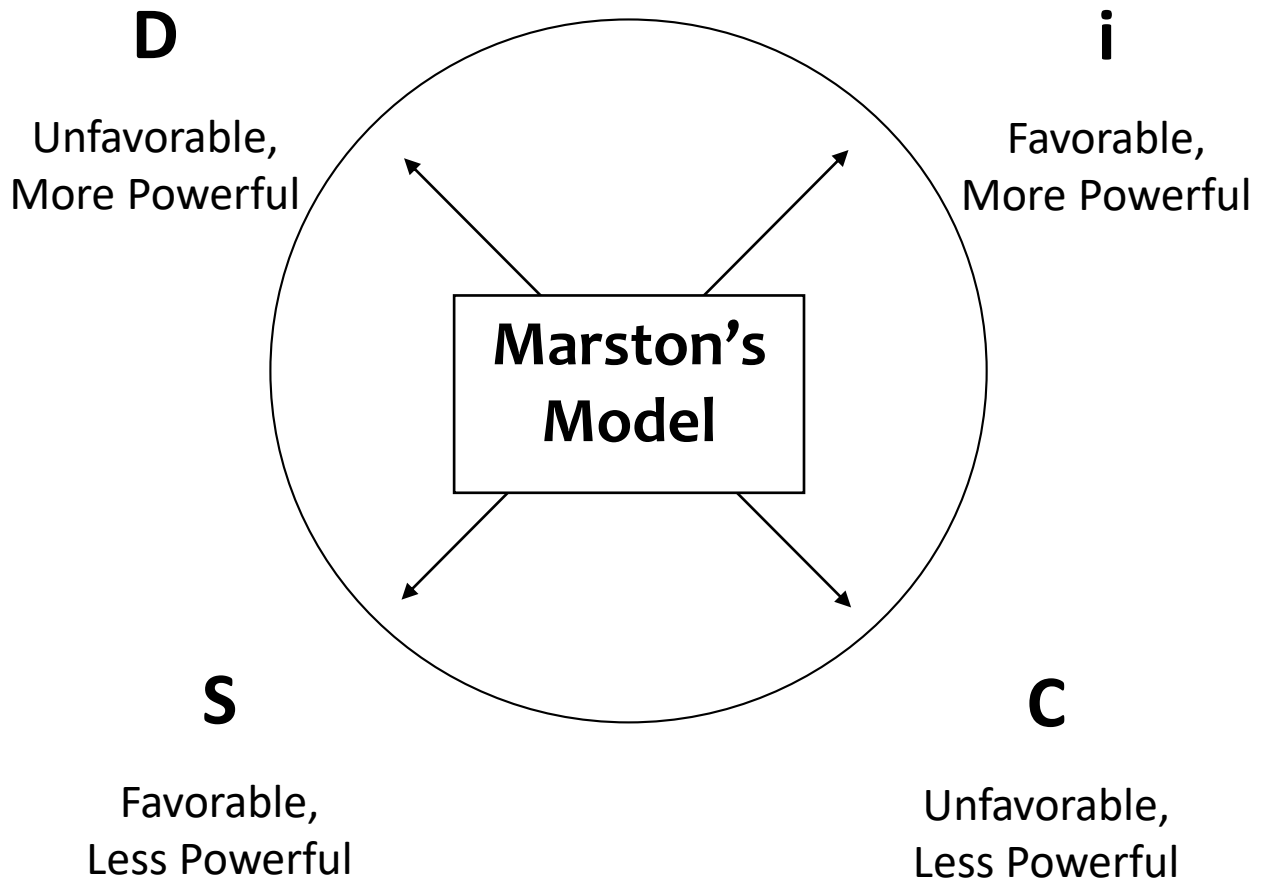 D
Unfavorable,
More Powerful
i
Favorable,
More Powerful
Marston’s
Model
S
Favorable,
Less Powerful
C
Unfavorable,
Less Powerful